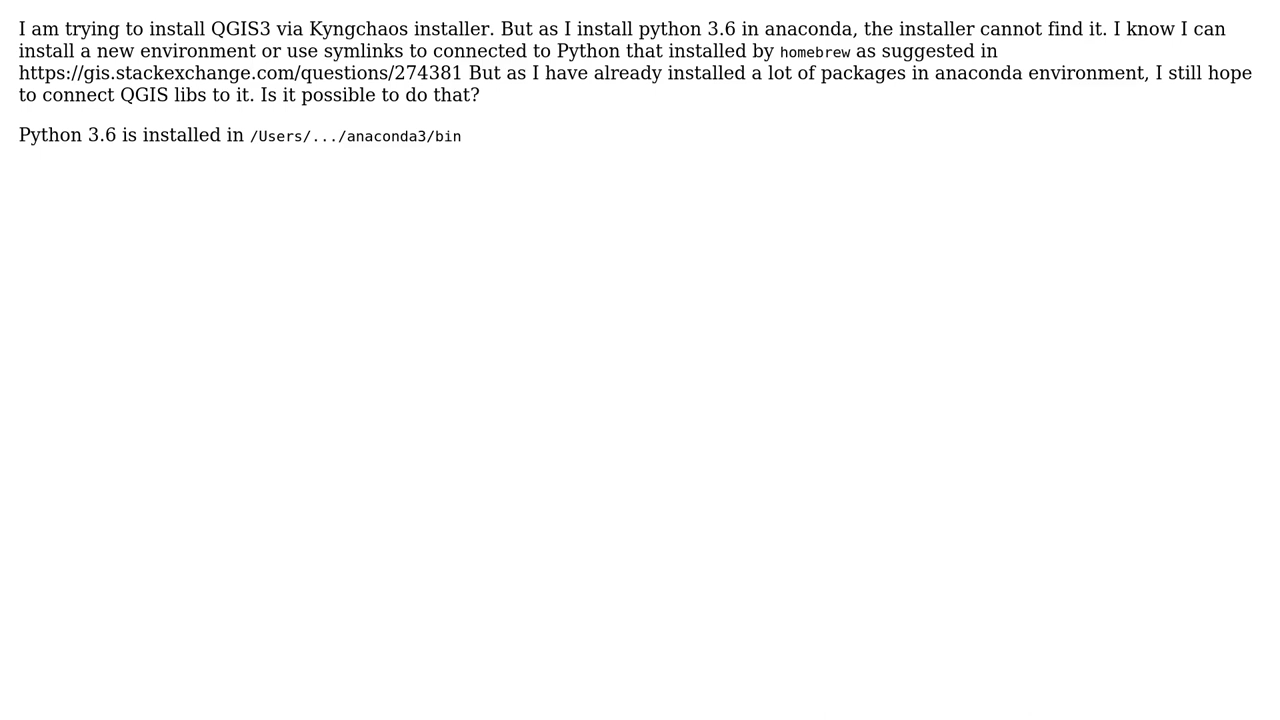 I am trying to install QGIS3 via Kyngchaos installer. But as I install python 3.6 in anaconda, the installer cannot find it. I know I can
install a new environment or use symlinks to connected to Python that installed by homebrew as suggested in
https://gis.stackexchange.com/questions/274381 But as I have already installed a lot of packages in anaconda environment, I still hope
to connect QGIS libs to it. Is it possible to do that?
Python 3.6 is installed in /Users/.../anaconda3/bin